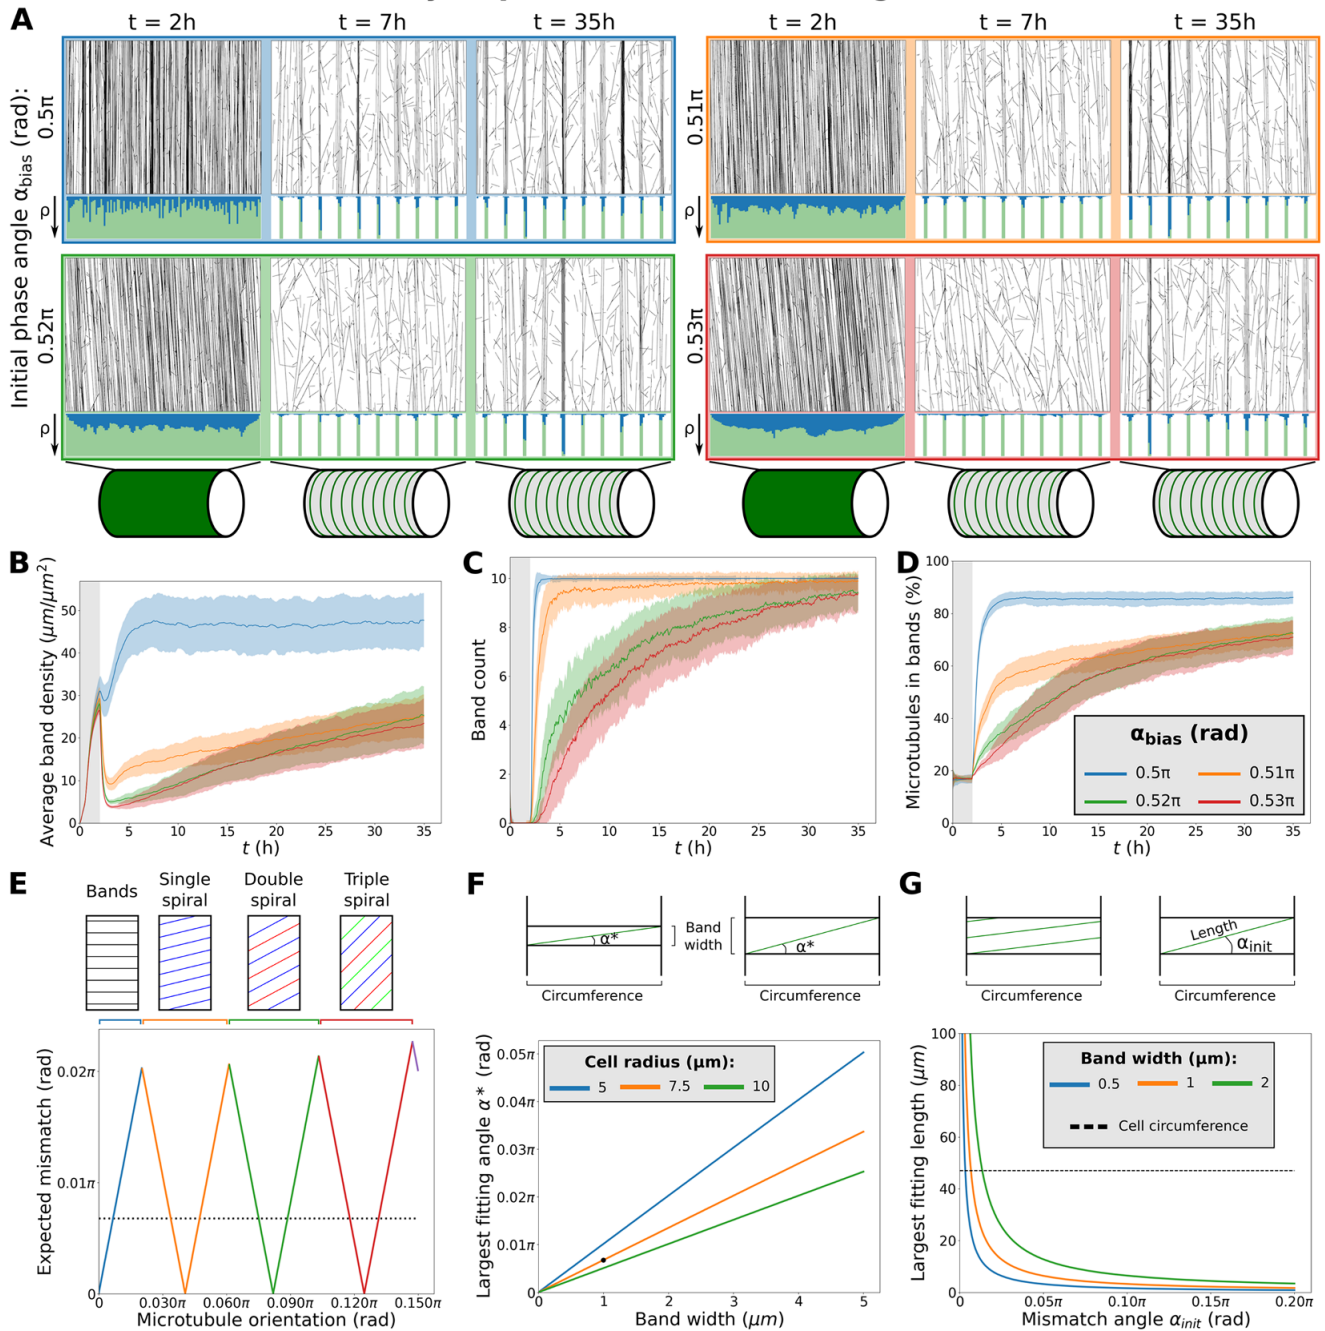 A
t = 2h t = 7h t = 35h t = 2h t = 7h t = 35h
Initial phase angle α_bias (rad):
0.5π
0.51π
ρ
ρ
0.52π
0.53π
ρ
ρ
B
Average band density (μm/μm²)
50
40
30
20
10
0
0 5 10 15 20 25 30 35
t (h)
C
Band count
10
8
6
4
2
0
0 5 10 15 20 25 30 35
t (h)
D
Microtubules in bands (%)
100
80
60
40
20
0
0 5 10 15 20 25 30 35
t (h)
α_bias (rad)
0.5π 0.51π
0.52π 0.53π
E
Bands
Single spiral
Double spiral
Triple spiral
Expected mismatch (rad)
0.02π
0.01π
0
0 0.030π 0.060π 0.090π 0.120π 0.150π
Microtubule orientation (rad)
F
α*
Band width
α*
Circumference
Circumference
Largest fitting angle α* (rad)
0.05π
0.04π
0.03π
0.02π
0.01π
0
Cell radius (μm):
5 7.5 10
0 1 2 3 4 5
Band width (μm)
G
Length
α_init
Circumference
Circumference
Largest fitting length (μm)
100
80
60
40
20
0
Band width (μm):
0.5 1 2
Cell circumference
0 0.05π 0.10π 0.15π 0.20π
Mismatch angle α_init (rad)